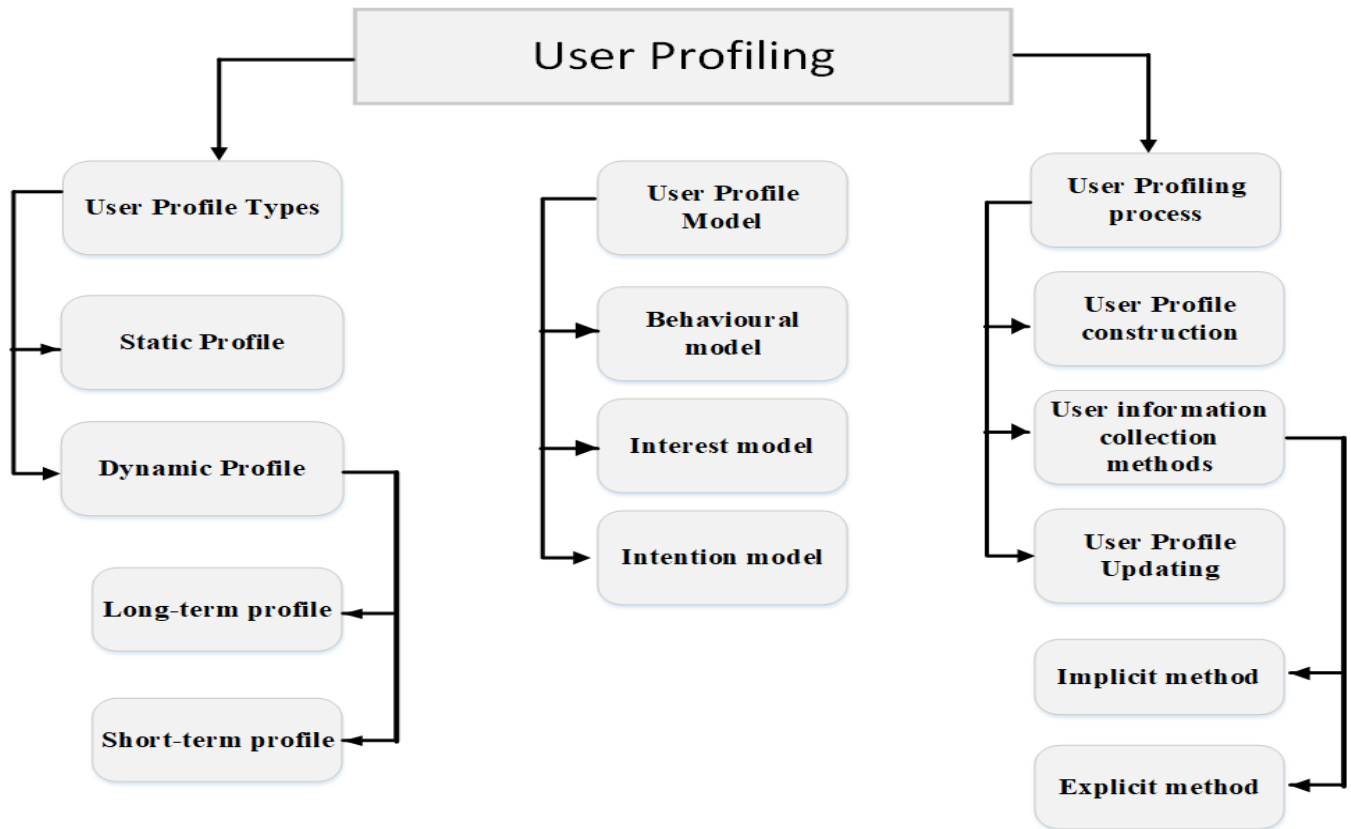 User Profiling
User Profile Types
Static Profile
Dynamic Profile
Long-term profile
Short-term profile
User Profile
Model
Behavioural
model
Interest model
Intention model
User Profiling
process
User Profile
construction
User information
collection
methods
User Profile
Updating
Implicit method
Explicit method